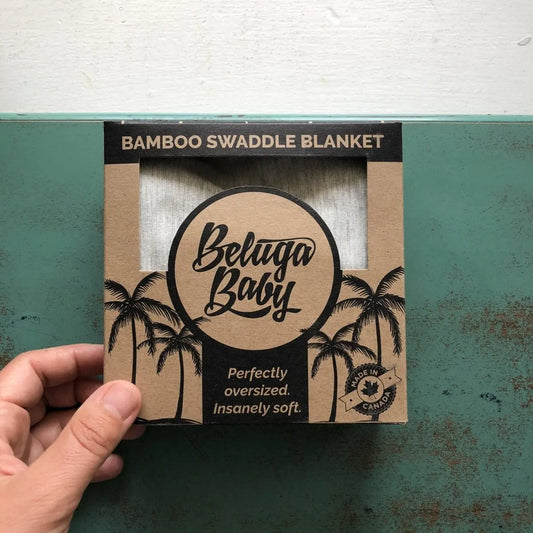 BAMBOO SWADDLE BLANKET
Beluga
Baby
Perfectly
oversized.
Insanely soft.
MADE IN
CANADA